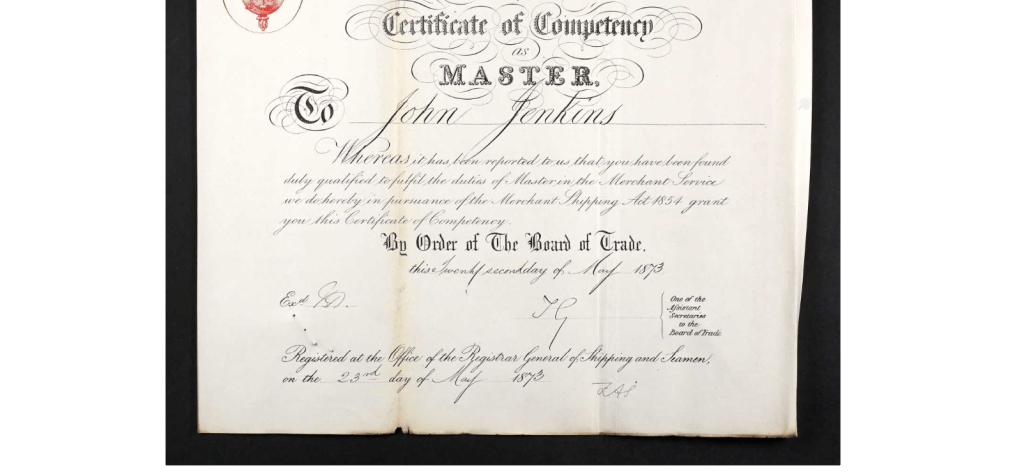 Certificate of Competency
as
MASTER,
To John Jenkins
Whereas it has been reported to us that you have been found
duly qualified to fulfil the duties of Master in the Merchant Service
we do hereby in pursuance of the Merchant Shipping Act 1854 grant
you this Certificate of Competency.
By Order of The Board of Trade,
this twenty second day of May 1873
Exd
One of the
Assistant
Secretaries
to the
Board of Trade
Registered at the Office of the Registrar General of Shipping and Seamen,
on the 23rd day of May 1873